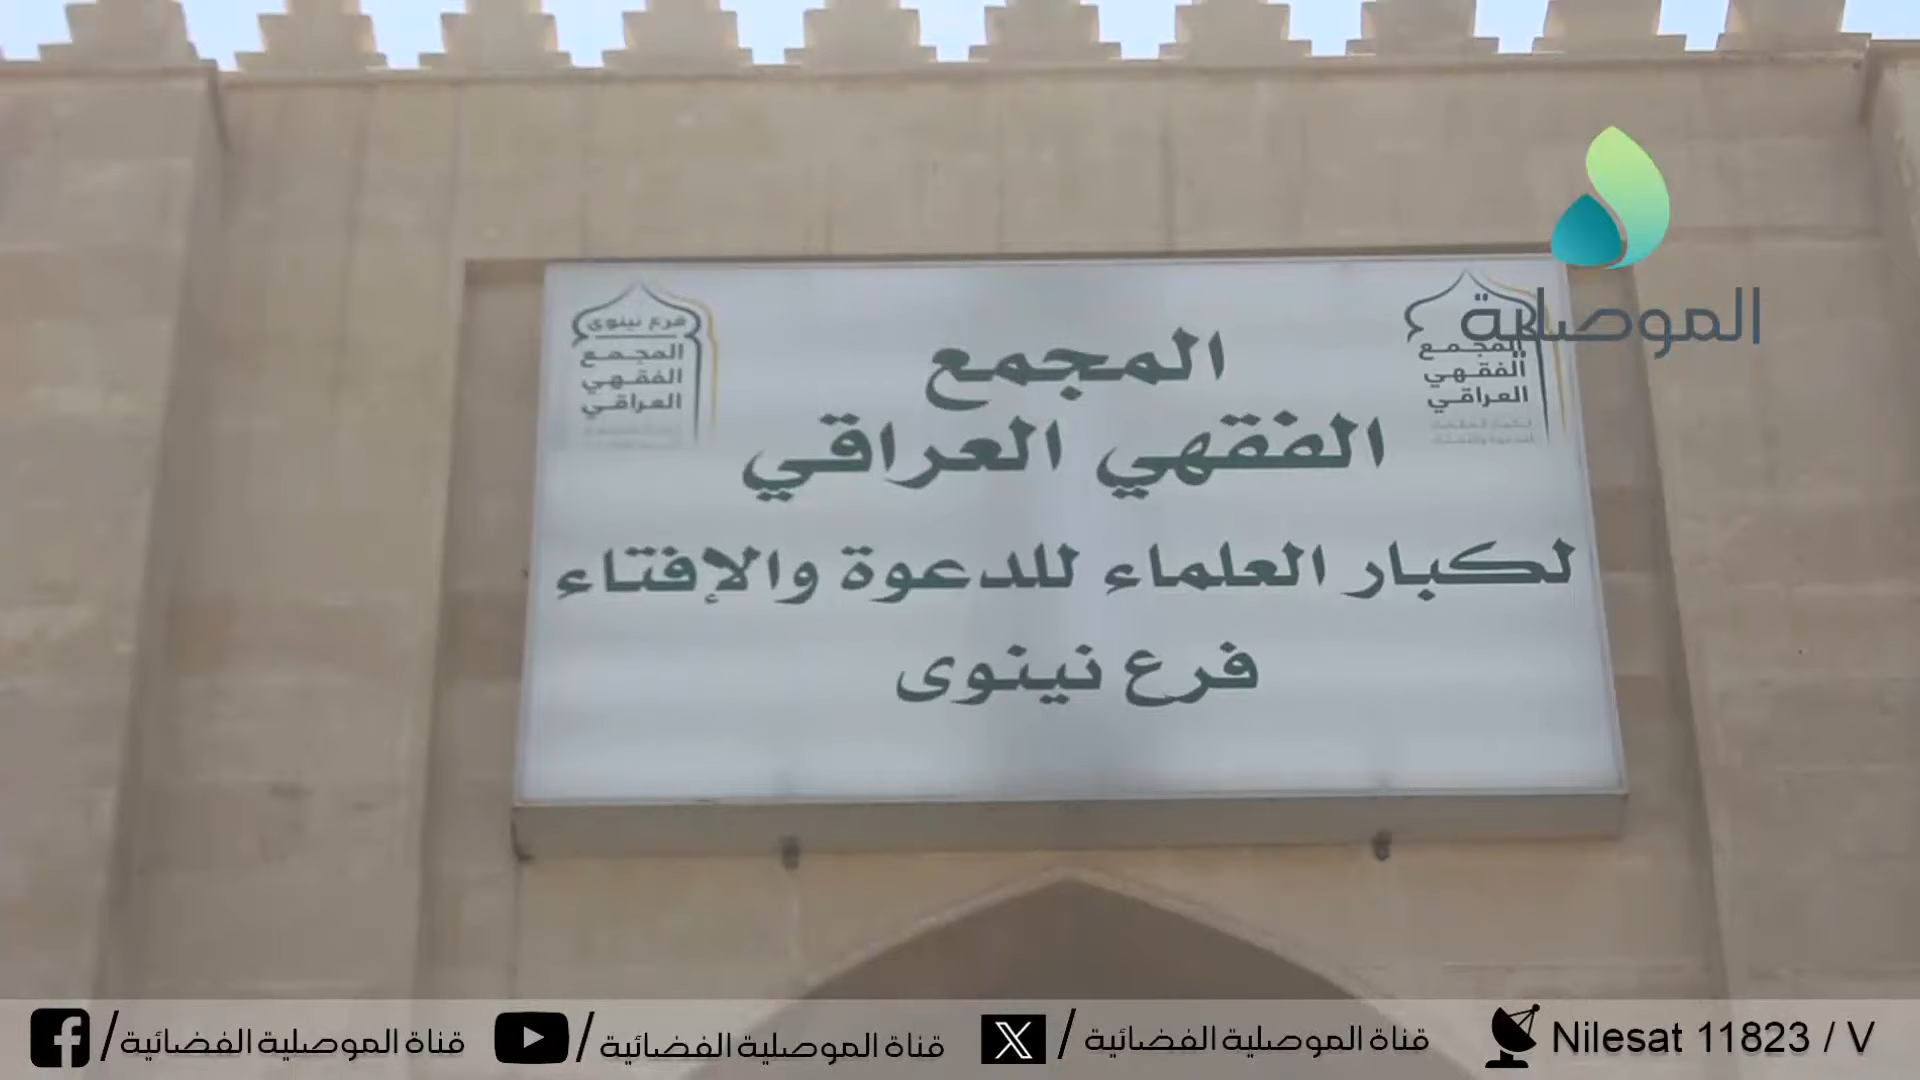 الموصلية
المجمع
الفقهي العراقي
لكبار العلماء للدعوة والإفتاء
فرع نينوى
المجمع
الفقهي
العراقي
فرع نينوى
المجمع
الفقهي
العراقي
/قناة الموصلية الفضائية
/قناة الموصلية الفضائية
/قناة الموصلية الفضائية
Nilesat 11823 / V